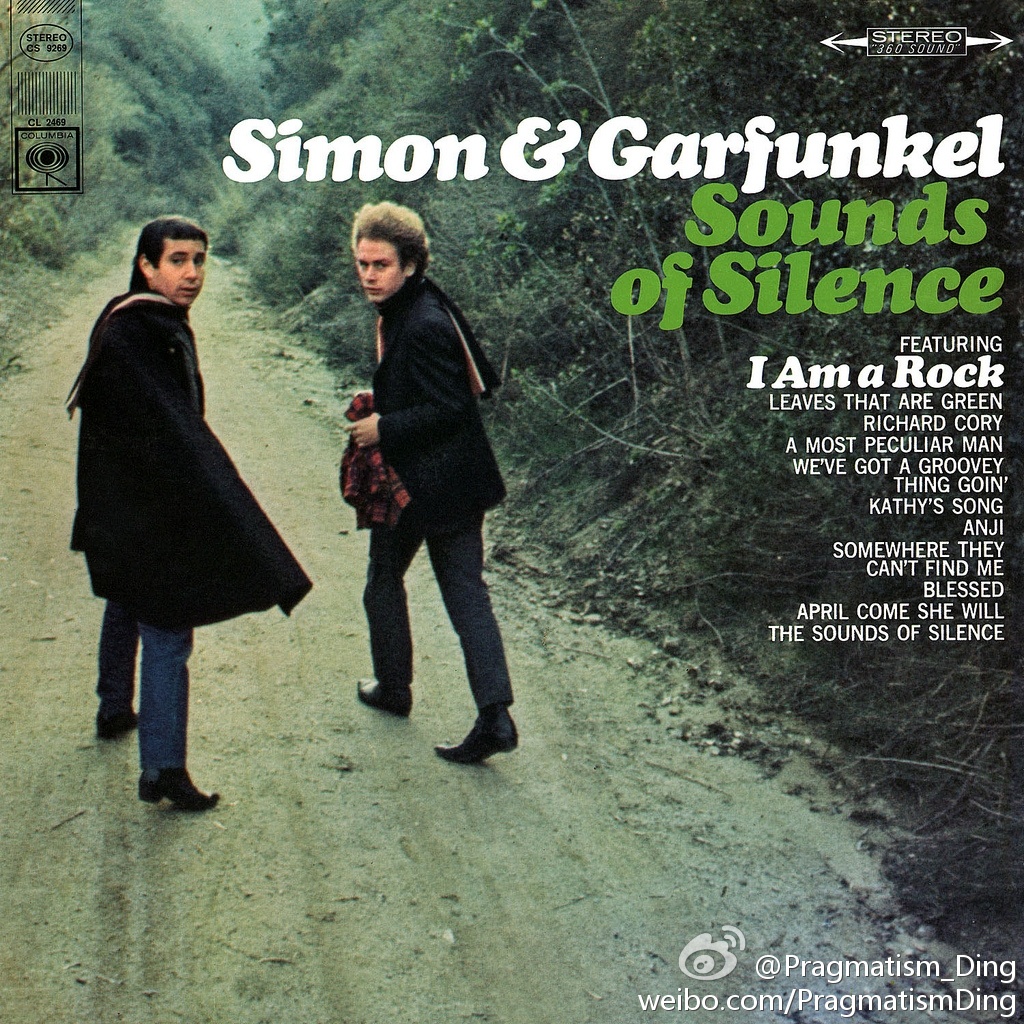 STEREO
CS 9269
CL 2469
COLUMBIA
STEREO
"360 SOUND"
Simon & Garfunkel
Sounds
of Silence
FEATURING
I Am a Rock
LEAVES THAT ARE GREEN
RICHARD CORY
A MOST PECULIAR MAN
WE'VE GOT A GROOVEY
THING GOIN'
KATHY'S SONG
ANJI
SOMEWHERE THEY
CAN'T FIND ME
BLESSED
APRIL COME SHE WILL
THE SOUNDS OF SILENCE
@Pragmatism_Ding
weibo.com/PragmatismDing